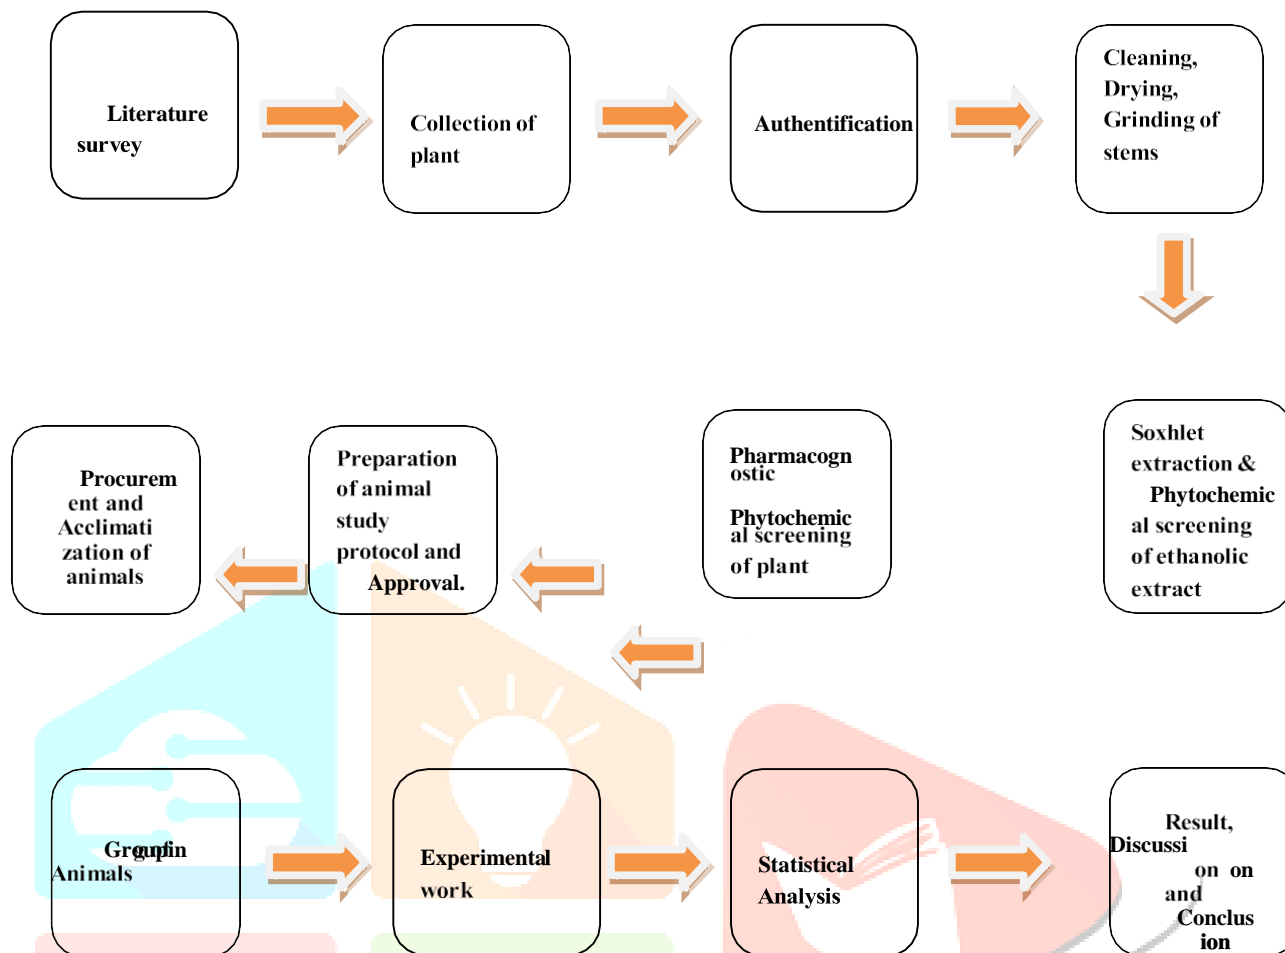 Literature
survey
Collection of
plant
Authentification
Cleaning,
Drying,
Grinding of
stems
Procurem
ent and
Acclimati
zation of
animals
Preparation
of animal
study
protocol and
Approval.
Pharmacogn
ostic
Phytochemic
al screening
of plant
Soxhlet
extraction &
Phytochemic
al screening
of ethanolic
extract
Animals
Experimental
work
Statistical
Analysis
Result,
Discussi
on on
and
Conclus
ion